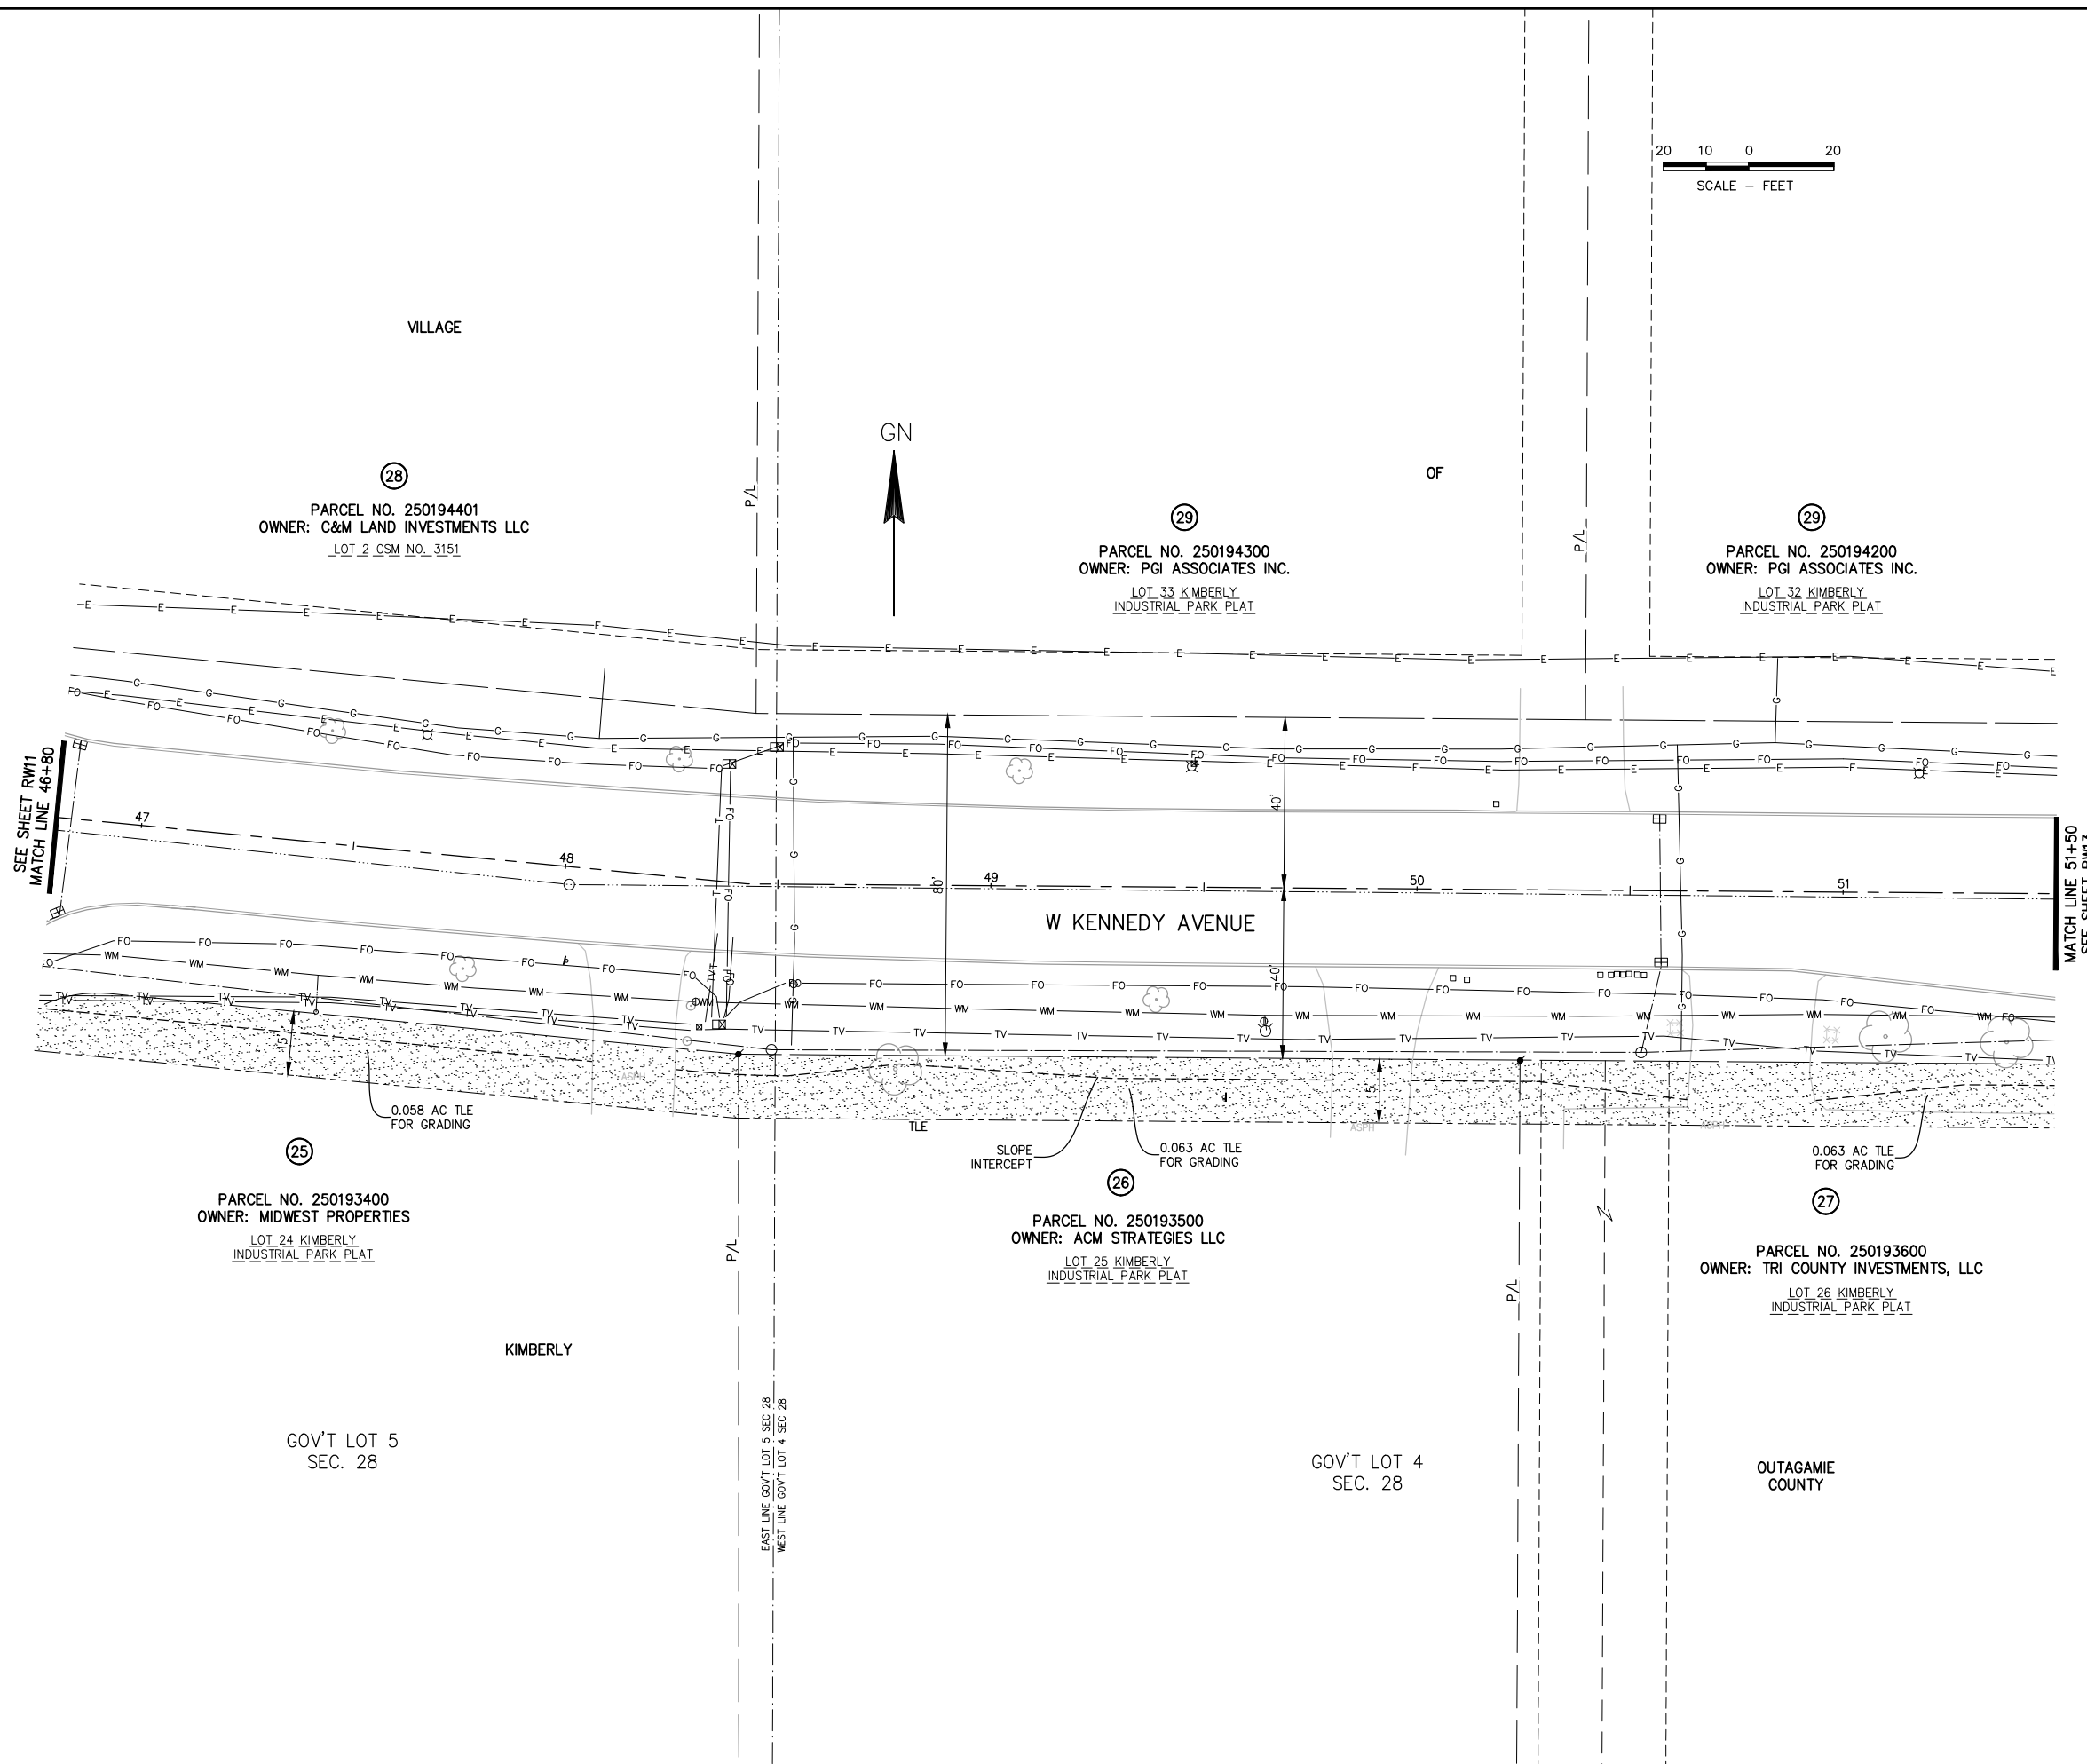 20 10 0 20
SCALE – FEET
VILLAGE
GN
OF
28
PARCEL NO. 250194401
OWNER: C&M LAND INVESTMENTS LLC
LOT 2 CSM NO. 3151
P/L
29
PARCEL NO. 250194300
OWNER: PGI ASSOCIATES INC.
LOT 33 KIMBERLY
INDUSTRIAL PARK PLAT
P/L
29
PARCEL NO. 250194200
OWNER: PGI ASSOCIATES INC.
LOT 32 KIMBERLY
INDUSTRIAL PARK PLAT
SEE SHEET RW11
MATCH LINE 46+80
47
48
49
50
51
80'
40'
40'
W KENNEDY AVENUE
MATCH LINE 51+50
15'
0.058 AC TLE
FOR GRADING
TLE
SLOPE
INTERCEPT
0.063 AC TLE
FOR GRADING
15'
ASPH
ASPH
ASPH
0.063 AC TLE
FOR GRADING
25
PARCEL NO. 250193400
OWNER: MIDWEST PROPERTIES
LOT 24 KIMBERLY
INDUSTRIAL PARK PLAT
P/L
26
PARCEL NO. 250193500
OWNER: ACM STRATEGIES LLC
LOT 25 KIMBERLY
INDUSTRIAL PARK PLAT
P/L
27
PARCEL NO. 250193600
OWNER: TRI COUNTY INVESTMENTS, LLC
LOT 26 KIMBERLY
INDUSTRIAL PARK PLAT
KIMBERLY
GOV'T LOT 5
SEC. 28
EAST LINE GOV'T LOT 5 SEC 28
WEST LINE GOV'T LOT 4 SEC 28
GOV'T LOT 4
SEC. 28
OUTAGAMIE
COUNTY